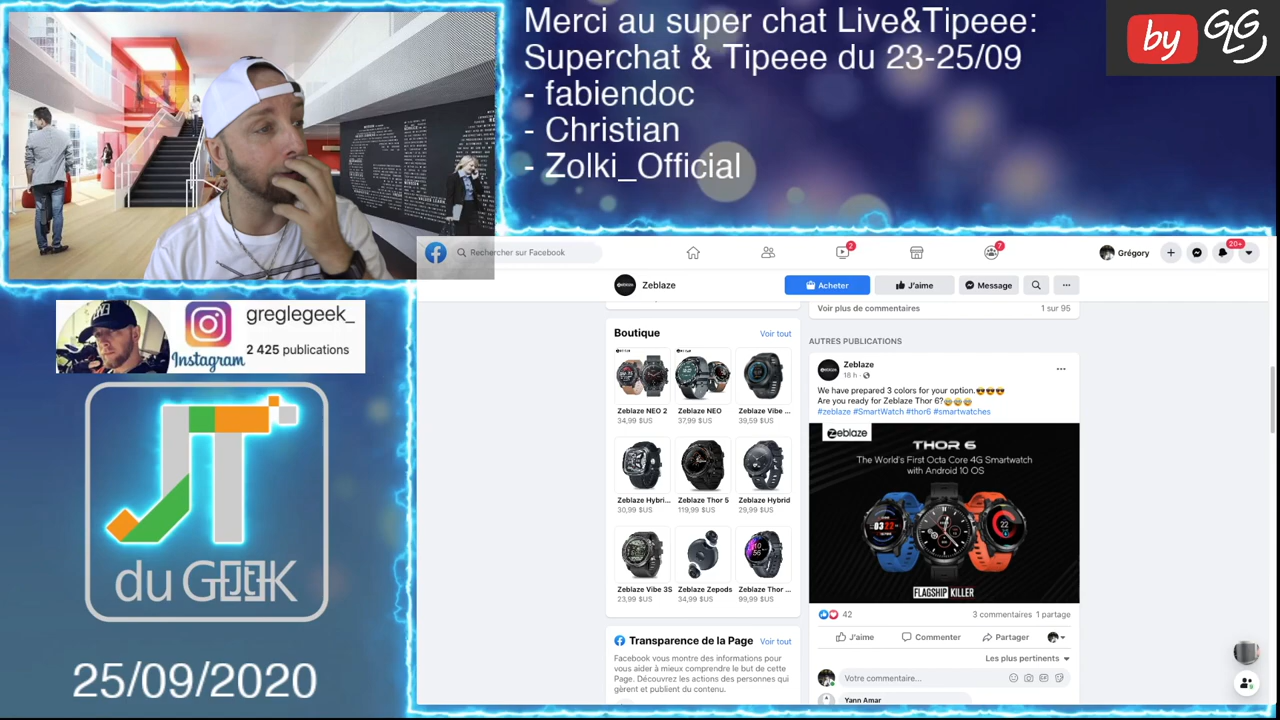 Merci au super chat Live&Tipeee:
Superchat & Tipeee du 23-25/09
- fabiendoc
- Christian
- Zolki_Official
by GLG
Rechercher sur Facebook
2
7
20+
Grégory
Zeblaze
Acheter
J'aime
Message
greglegeek_
2 425 publications
Instagram
JT
du GEEK
25/09/2020
Boutique
Voir tout
Zeblaze NEO 2
34,99 $US
Zeblaze NEO
37,99 $US
Zeblaze Vibe ...
39,59 $US
Zeblaze Hybri...
30,99 $US
Zeblaze Thor 5
119,99 $US
Zeblaze Hybrid
29,99 $US
Zeblaze Vibe 3S
23,99 $US
Zeblaze Zepods
34,99 $US
Zeblaze Thor ...
99,99 $US
Transparence de la Page
Voir tout
Facebook vous montre des informations pour
vous aider à mieux comprendre le but de cette
Page. Découvrez les actions des personnes qui
gèrent et publient du contenu.
Voir plus de commentaires
1 sur 95
AUTRES PUBLICATIONS
Zeblaze
18 h ·
We have prepared 3 colors for your option.😎😎😎
Are you ready for Zeblaze Thor 6?
#zeblaze #SmartWatch #thor6 #smartwatches
Zeblaze
THOR 6
The World's First Octa Core 4G Smartwatch
with Android 10 OS
03 22
22
FLAGSHIP KILLER
42
3 commentaires 1 partage
J'aime
Commenter
Partager
Les plus pertinents
Votre commentaire...
Yann Amar